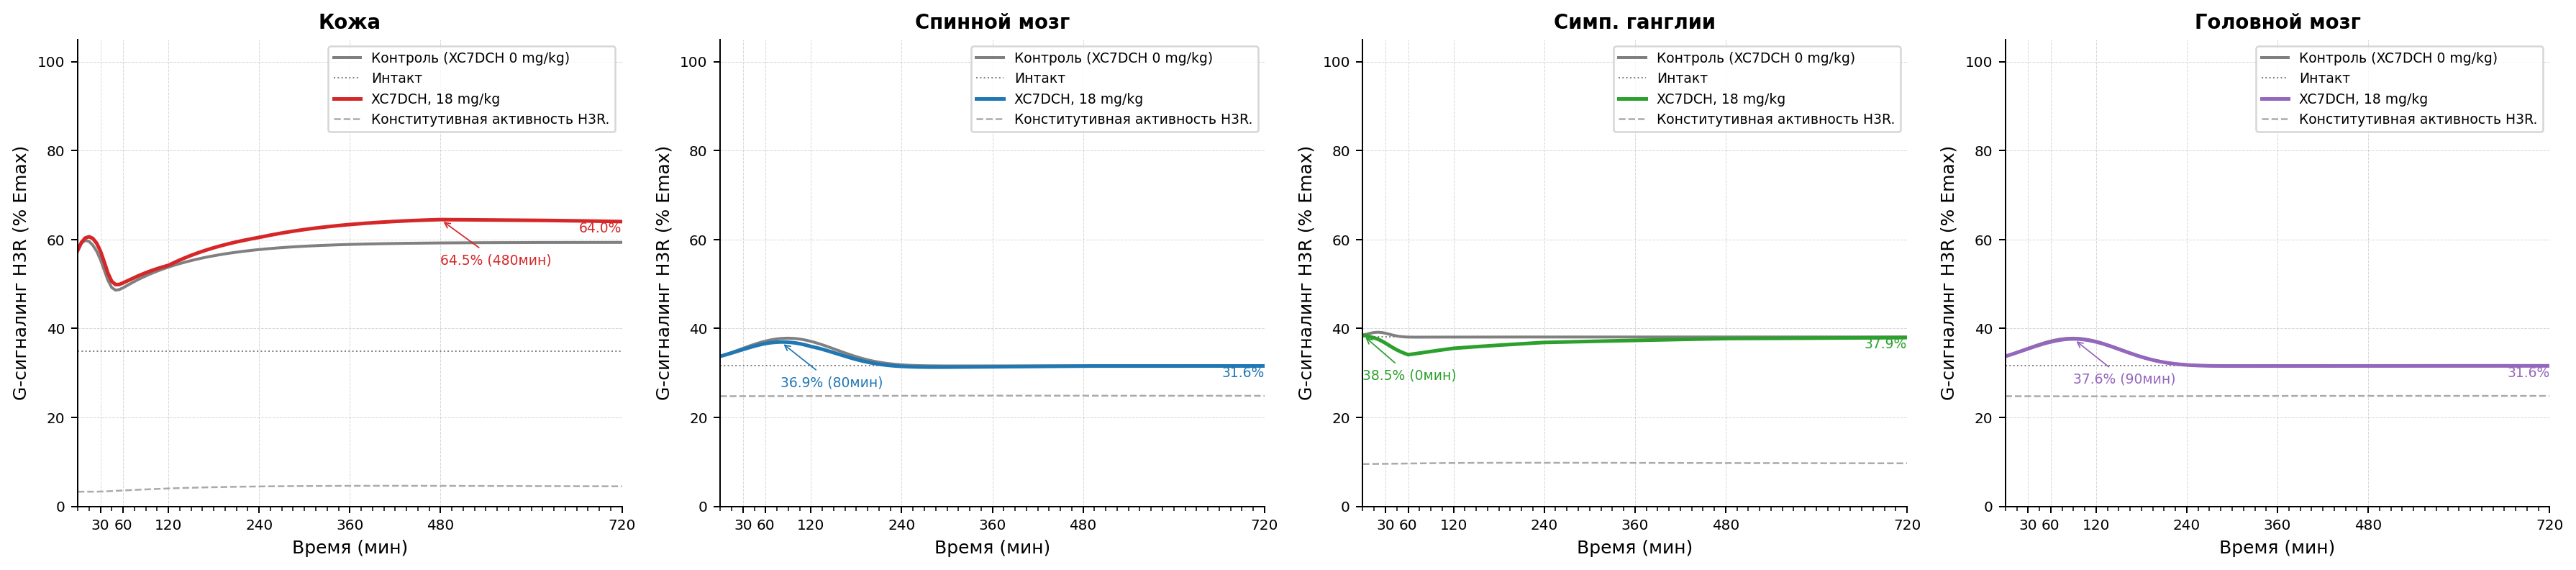 Кожа
G-сигналинг H3R (% Emax)
100
80
60
40
20
0
Контроль (XC7DCH 0 mg/kg)
Интакт
XC7DCH, 18 mg/kg
Конститутивная активность H3R.
64.0%
64.5% (480мин)
30 60 120 240 360 480 720
Время (мин)
Спинной мозг
G-сигналинг H3R (% Emax)
100
80
60
40
20
0
Контроль (XC7DCH 0 mg/kg)
Интакт
XC7DCH, 18 mg/kg
Конститутивная активность H3R.
31.6%
36.9% (80мин)
30 60 120 240 360 480 720
Время (мин)
Симп. ганглии
G-сигналинг H3R (% Emax)
100
80
60
40
20
0
Контроль (XC7DCH 0 mg/kg)
Интакт
XC7DCH, 18 mg/kg
Конститутивная активность H3R.
37.9%
38.5% (0мин)
30 60 120 240 360 480 720
Время (мин)
Головной мозг
G-сигналинг H3R (% Emax)
100
80
60
40
20
0
Контроль (XC7DCH 0 mg/kg)
Интакт
XC7DCH, 18 mg/kg
Конститутивная активность H3R.
31.6%
37.6% (90мин)
30 60 120 240 360 480 720
Время (мин)